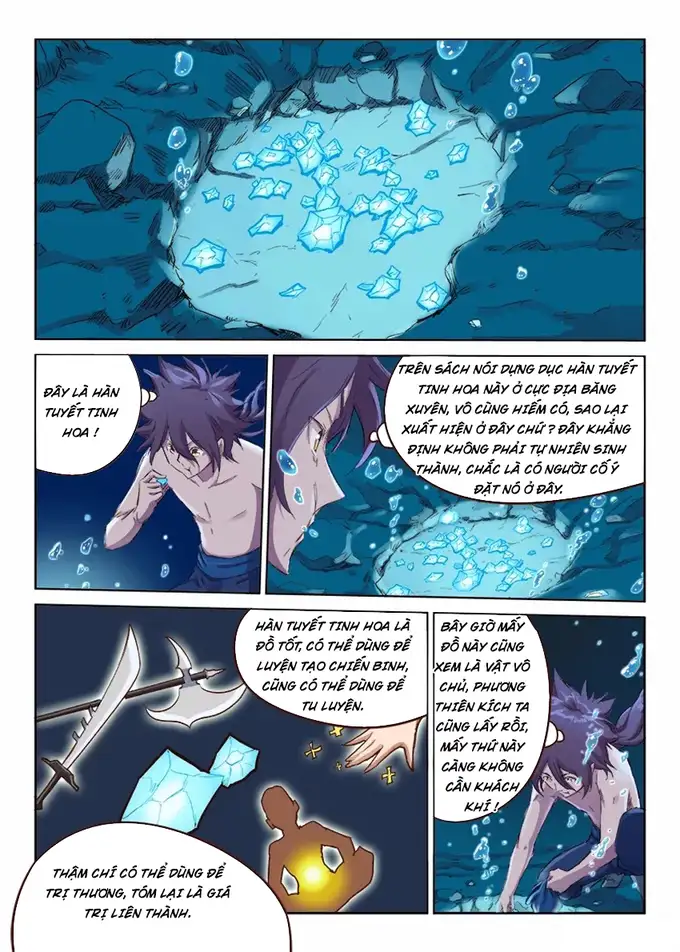 ĐÂY LÀ HÀN
TUYẾT TINH
HOA !
TRÊN SÁCH NÓI DỰNG DỤC HÀN TUYẾT
TINH HOA NÀY Ở CỰC ĐỊA BĂNG
XUYÊN, VÔ CÙNG HIẾM CÓ, SAO LẠI
XUẤT HIỆN Ở ĐÂY CHỨ ? ĐÂY KHẲNG
ĐỊNH KHÔNG PHẢI TỰ NHIÊN SINH
THÀNH, CHẮC LÀ CÓ NGƯỜI CỐ Ý
ĐẶT NÓ Ở ĐÂY.
HÀN TUYẾT TINH HOA LÀ
ĐỒ TỐT, CÓ THỂ DÙNG ĐỂ
LUYỆN TẠO CHIẾN BINH,
CŨNG CÓ THỂ DÙNG ĐỂ
TU LUYỆN.
THẬM CHÍ CÓ THỂ DÙNG ĐỂ
TRỊ THƯƠNG, TÓM LẠI LÀ GIÁ
TRỊ LIÊN THÀNH.
BÂY GIỜ MẤY
ĐỒ NÀY CŨNG
XEM LÀ VẬT VÔ
CHỦ, PHƯƠNG
THIÊN KÍCH TA
CŨNG LẤY RỒI,
MẤY THỨ NÀY
CÀNG KHÔNG
CẦN KHÁCH
KHÍ !